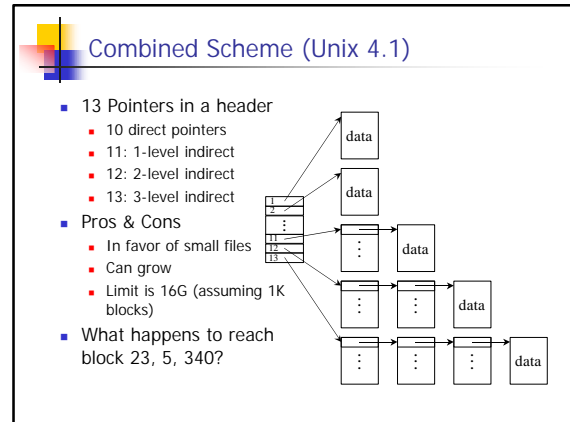 Combined Scheme (Unix 4.1)
13 Pointers in a header
10 direct pointers
11: 1-level indirect
12: 2-level indirect
13: 3-level indirect
Pros & Cons
In favor of small files
Can grow
Limit is 16G (assuming 1K
blocks)
What happens to reach
block 23, 5, 340?
1
2
⋮
11
12
13
data
data
⋮
data
⋮
⋮
data
⋮
⋮
⋮
data